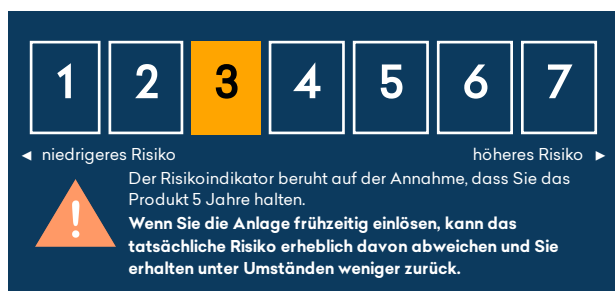 1 2 3 4 5 6 7
◄ niedrigeres Risiko höheres Risiko ►
Der Risikoindikator beruht auf der Annahme, dass Sie das
Produkt 5 Jahre halten.
Wenn Sie die Anlage frühzeitig einlösen, kann das
tatsächliche Risiko erheblich davon abweichen und Sie
erhalten unter Umständen weniger zurück.
!